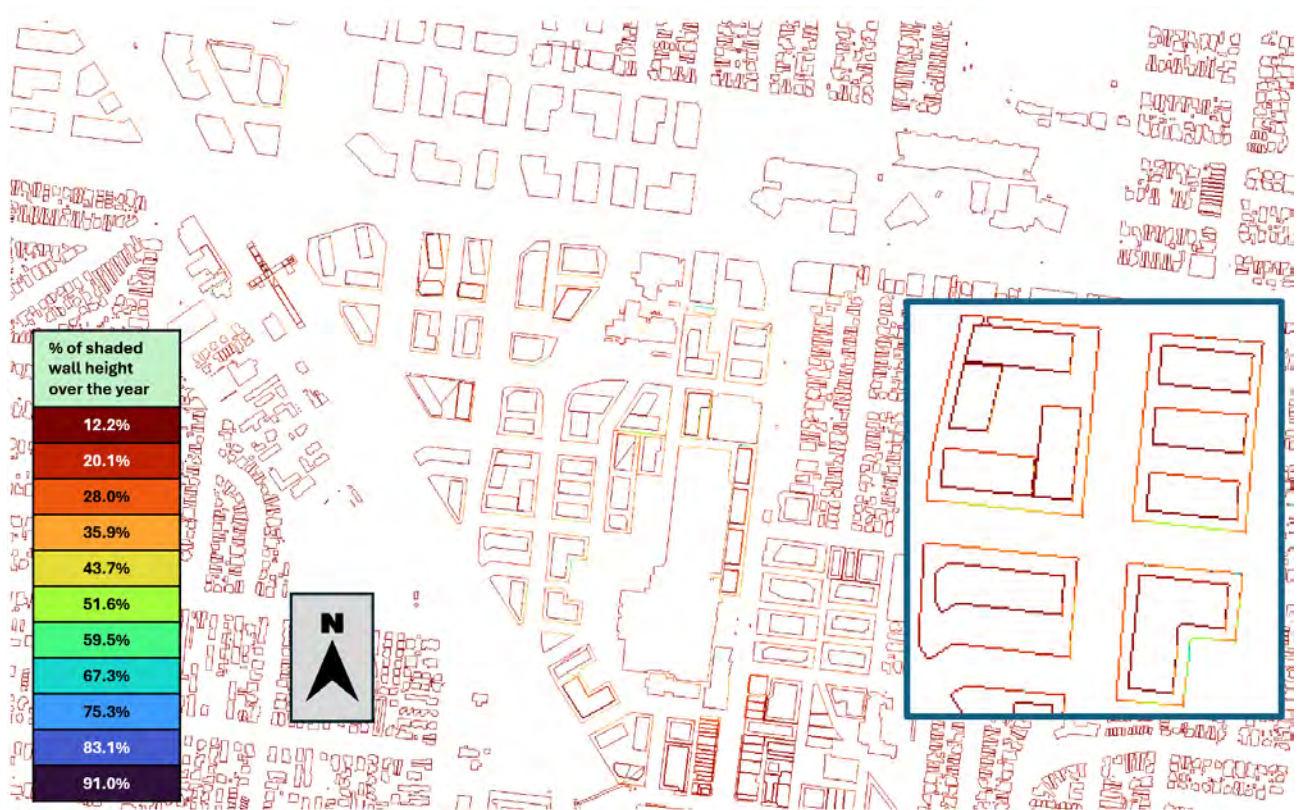 % of shaded
wall height
over the year
12.2%
20.1%
28.0%
35.9%
43.7%
51.6%
59.5%
67.3%
75.3%
83.1%
91.0%
N